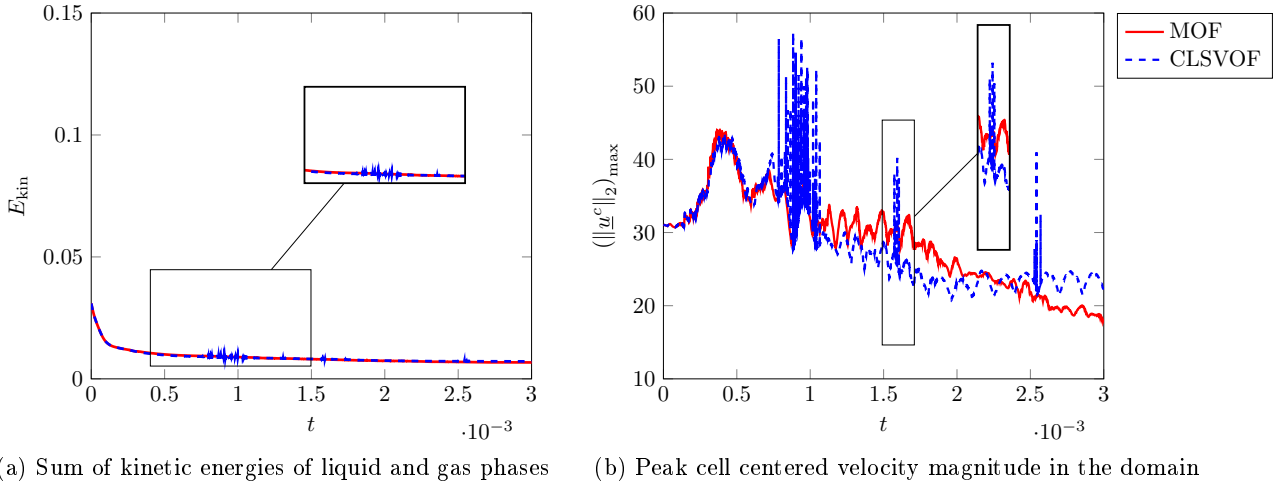 0.15
0.1
0.05
0
E_kin
0 0.5 1 1.5 2 2.5 3
t
·10⁻³
60
50
40
30
20
10
(‖u^c‖₂)_max
0 0.5 1 1.5 2 2.5 3
t
·10⁻³
MOF
CLSVOF
a) Sum of kinetic energies of liquid and gas phases
(b) Peak cell centered velocity magnitude in the domain